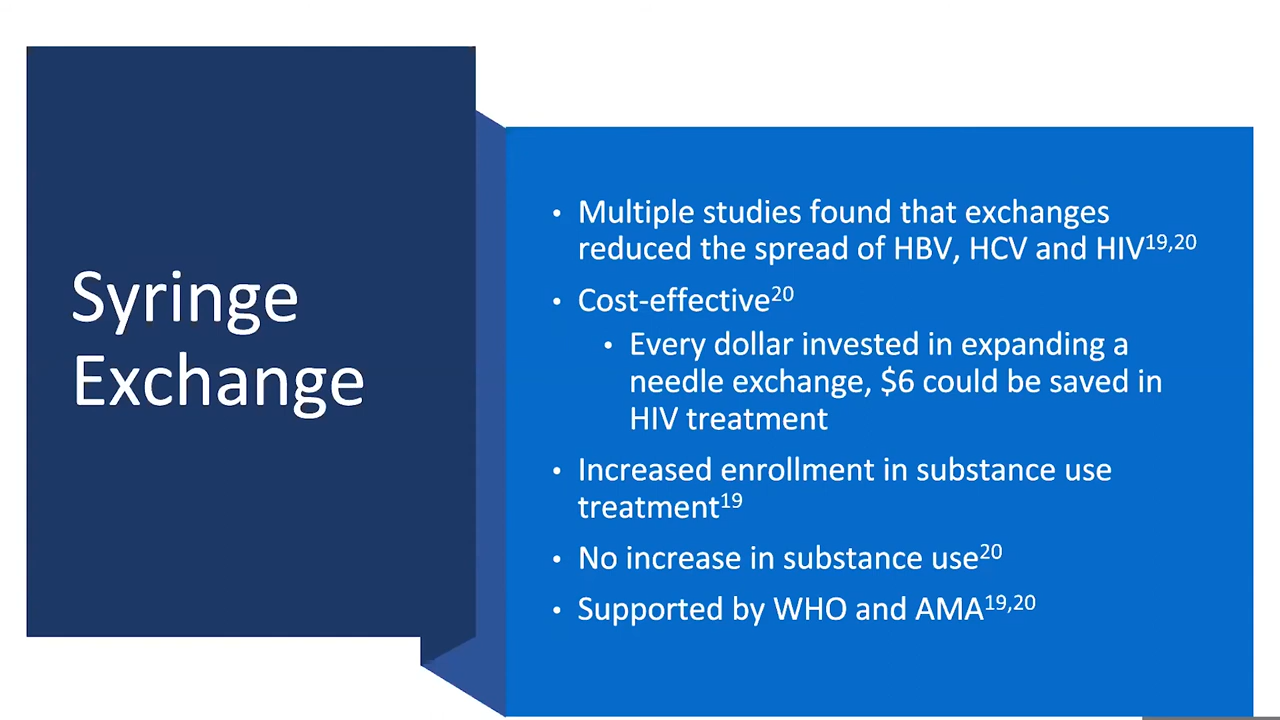 Syringe
Exchange
• Multiple studies found that exchanges
reduced the spread of HBV, HCV and HIV19,20
• Cost-effective20
• Every dollar invested in expanding a
needle exchange, $6 could be saved in
HIV treatment
• Increased enrollment in substance use
treatment19
• No increase in substance use20
• Supported by WHO and AMA19,20